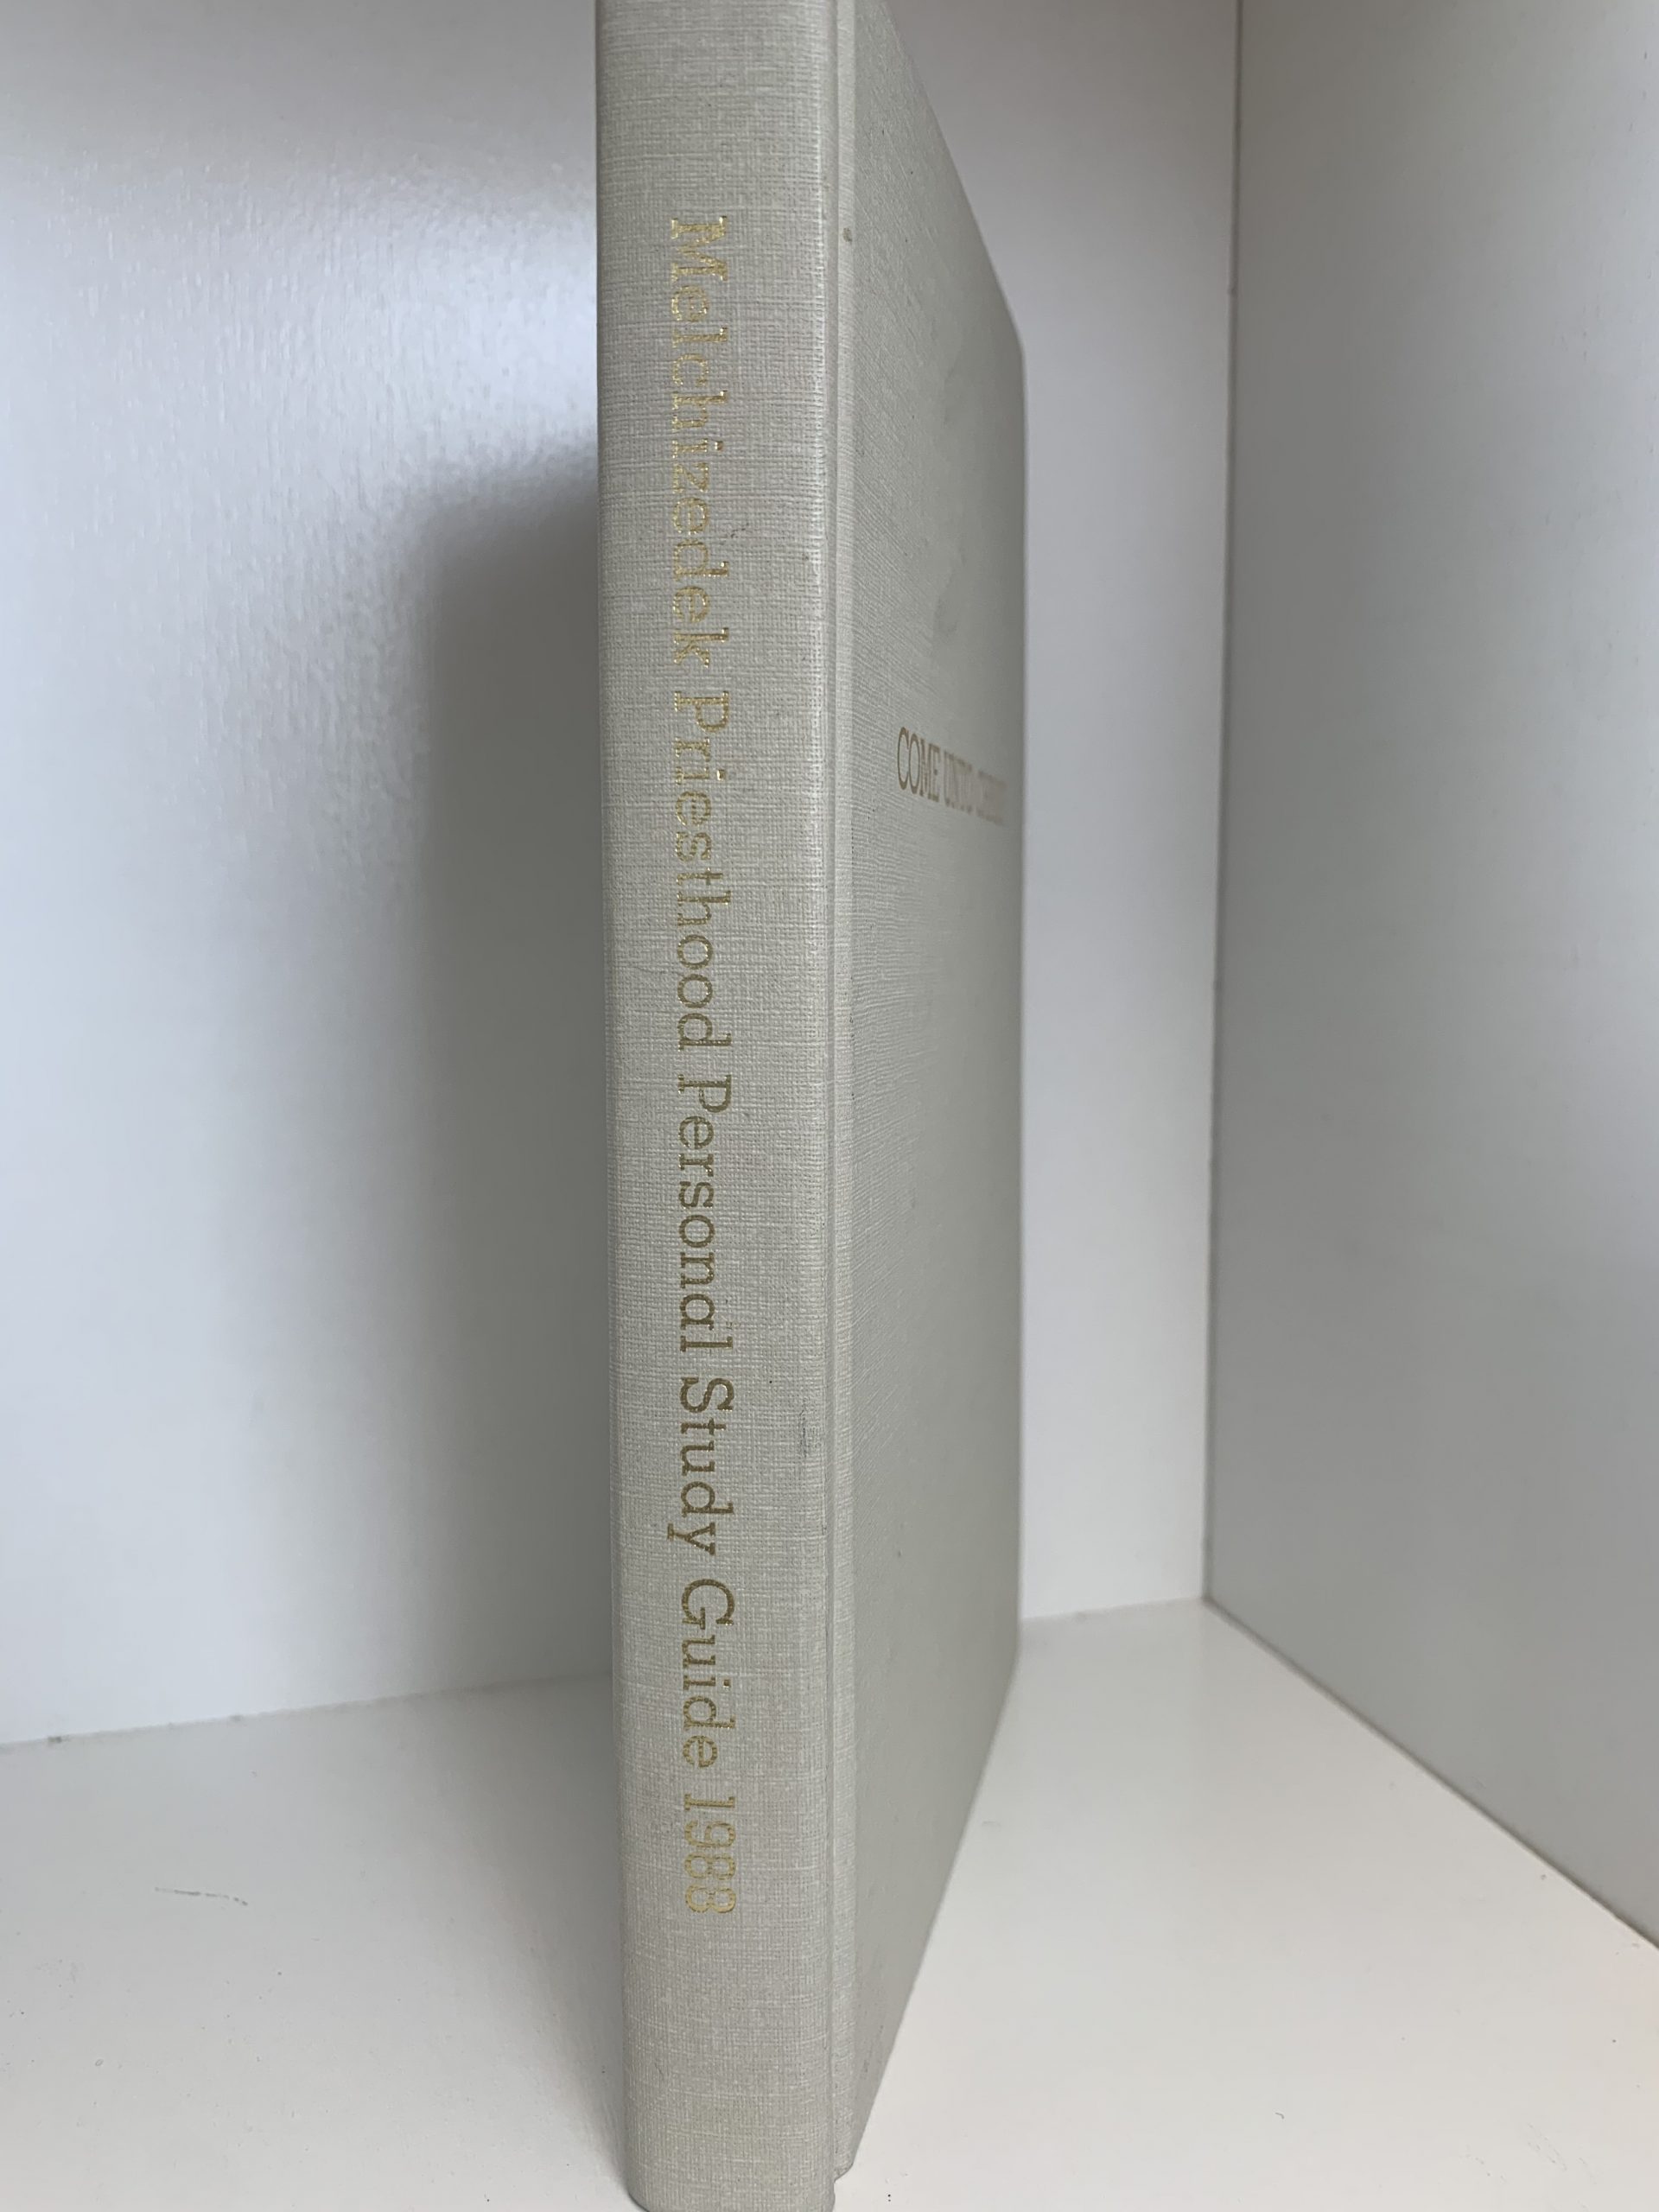 Melchizedek Priesthood Personal Study Guide 1988
COME UNTO CHRIST